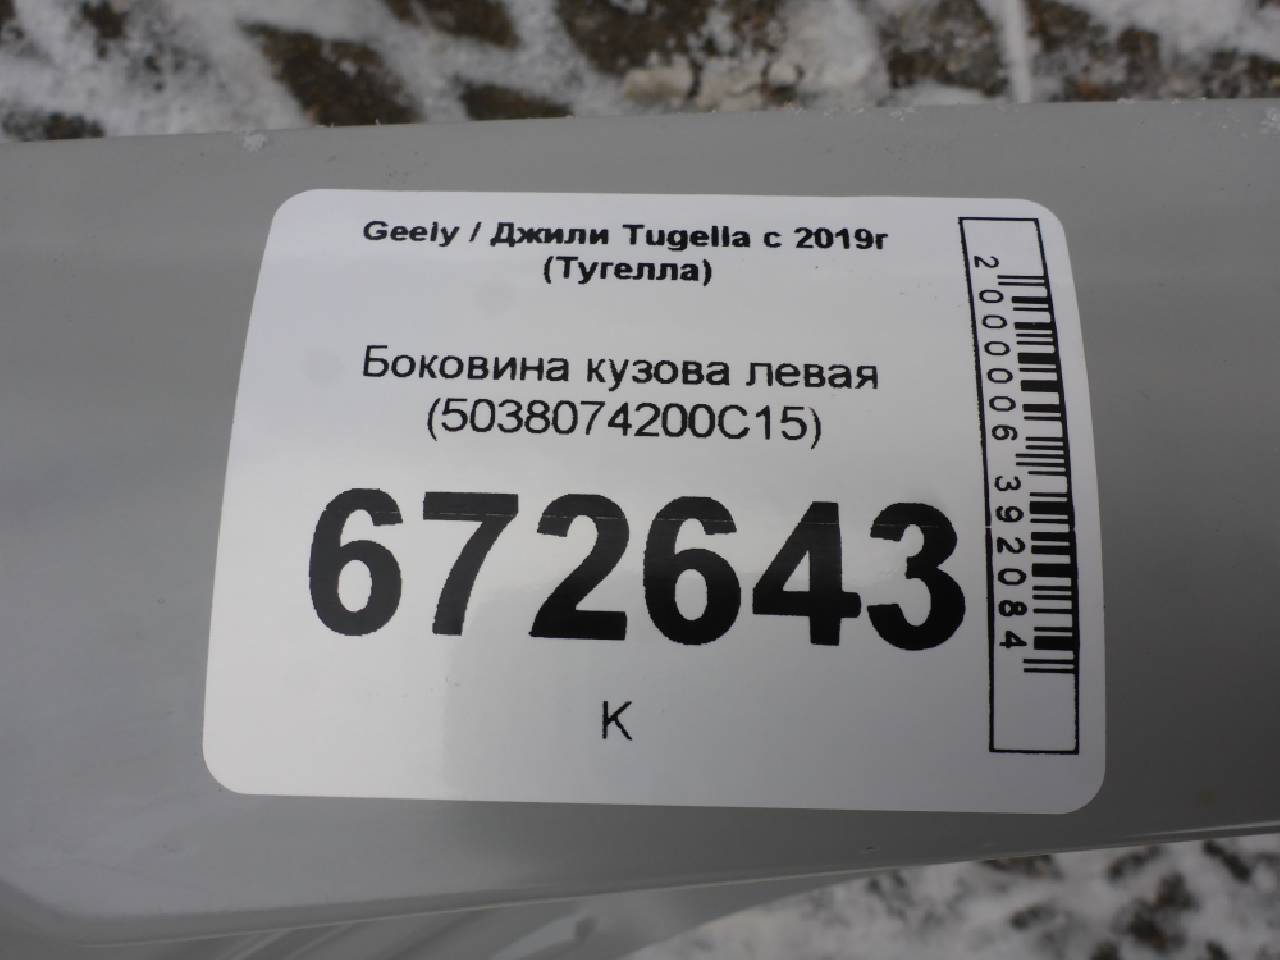 Geely / Джили Tugella с 2019г
(Тугелла)
Боковина кузова левая
(5038074200C15)
672643
К
2000006392084